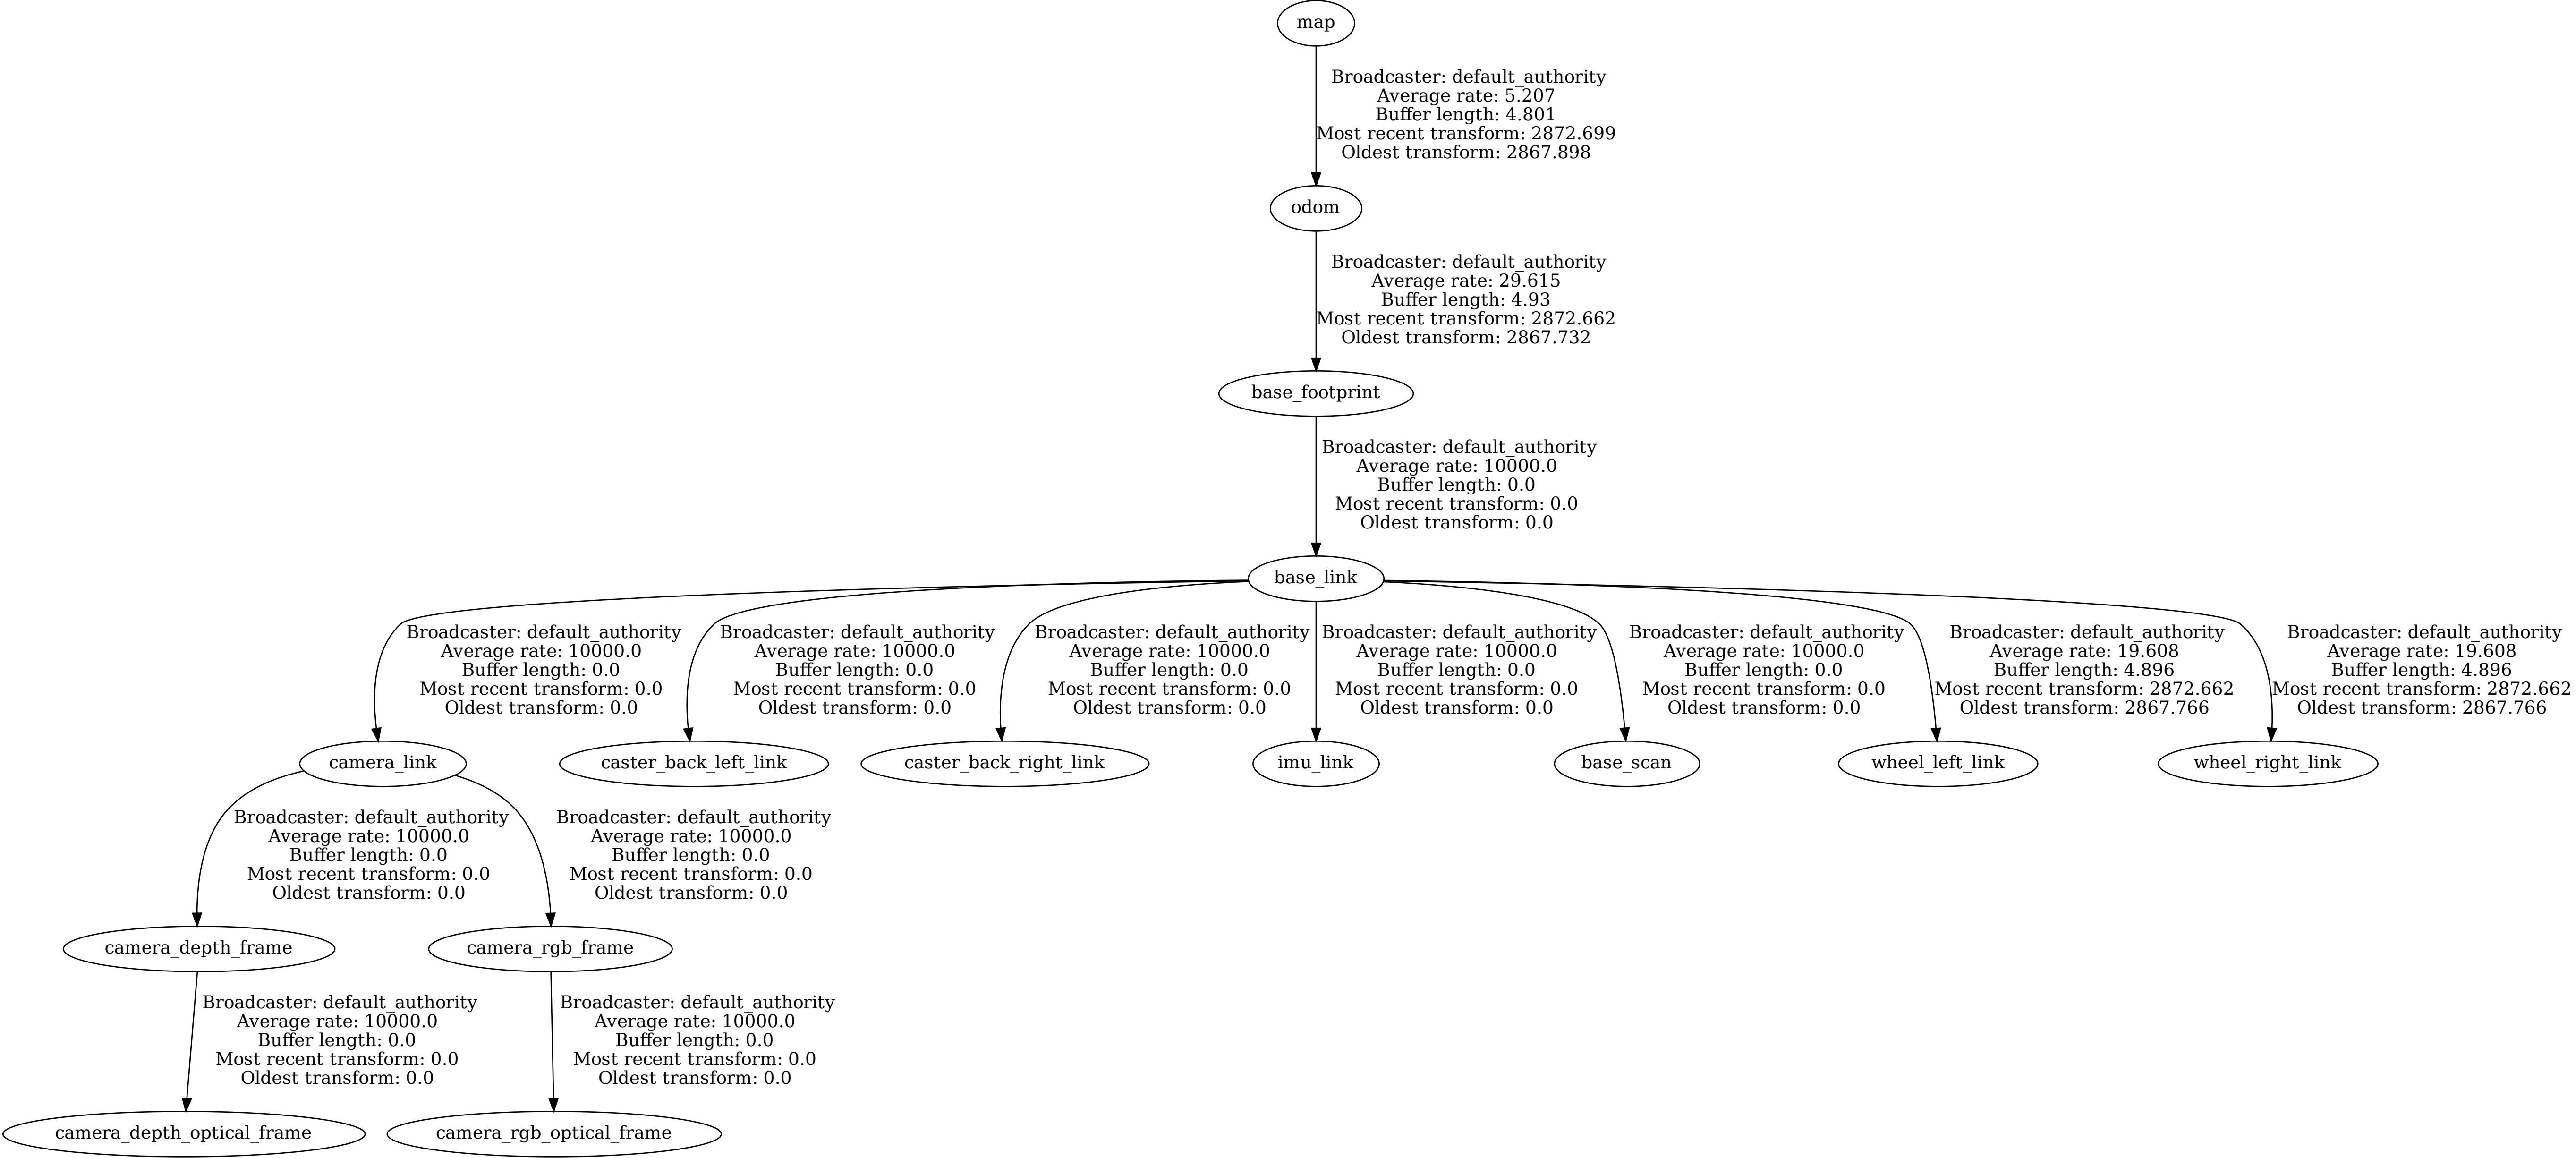 map
Broadcaster: default_authority
Average rate: 5.207
Buffer length: 4.801
Most recent transform: 2872.699
Oldest transform: 2867.898
odom
Broadcaster: default_authority
Average rate: 29.615
Buffer length: 4.93
Most recent transform: 2872.662
Oldest transform: 2867.732
base_footprint
Broadcaster: default_authority
Average rate: 10000.0
Buffer length: 0.0
Most recent transform: 0.0
Oldest transform: 0.0
base_link
Broadcaster: default_authority
Average rate: 10000.0
Buffer length: 0.0
Most recent transform: 0.0
Oldest transform: 0.0
Broadcaster: default_authority
Average rate: 10000.0
Buffer length: 0.0
Most recent transform: 0.0
Oldest transform: 0.0
Broadcaster: default_authority
Average rate: 10000.0
Buffer length: 0.0
Most recent transform: 0.0
Oldest transform: 0.0
Broadcaster: default_authority
Average rate: 10000.0
Buffer length: 0.0
Most recent transform: 0.0
Oldest transform: 0.0
Broadcaster: default_authority
Average rate: 10000.0
Buffer length: 0.0
Most recent transform: 0.0
Oldest transform: 0.0
Broadcaster: default_authority
Average rate: 19.608
Buffer length: 4.896
Most recent transform: 2872.662
Oldest transform: 2867.766
Broadcaster: default_authority
Average rate: 19.608
Buffer length: 4.896
Most recent transform: 2872.662
Oldest transform: 2867.766
camera_link
caster_back_left_link
caster_back_right_link
imu_link
base_scan
wheel_left_link
wheel_right_link
Broadcaster: default_authority
Average rate: 10000.0
Buffer length: 0.0
Most recent transform: 0.0
Oldest transform: 0.0
Broadcaster: default_authority
Average rate: 10000.0
Buffer length: 0.0
Most recent transform: 0.0
Oldest transform: 0.0
camera_depth_frame
camera_rgb_frame
Broadcaster: default_authority
Average rate: 10000.0
Buffer length: 0.0
Most recent transform: 0.0
Oldest transform: 0.0
Broadcaster: default_authority
Average rate: 10000.0
Buffer length: 0.0
Most recent transform: 0.0
Oldest transform: 0.0
camera_depth_optical_frame
camera_rgb_optical_frame